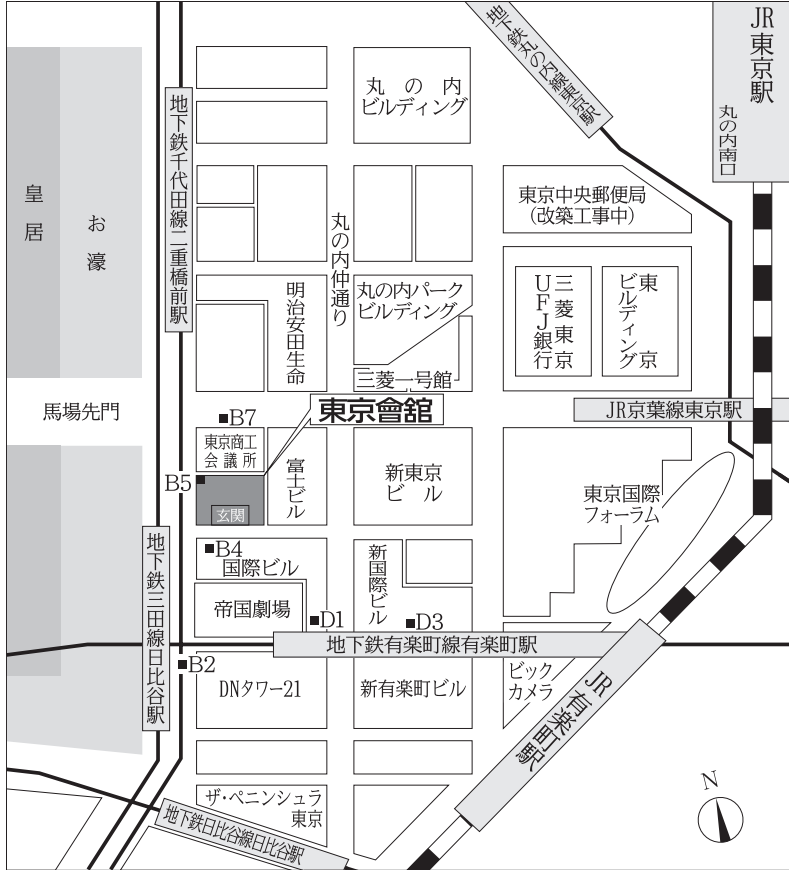 JR東京駅
丸の内南口
地下鉄丸の内線東京駅
丸の内
ビルディング
地下鉄千代田線二重橋前駅
皇居
お濠
東京中央郵便局
(改築工事中)
丸の内仲通り
丸の内パーク
ビルディング
明治安田生命
三菱東京
UFJ銀行
東京
ビルディング
三菱一号館
馬場先門
B7
東京會舘
JR京葉線東京駅
東京商工
会議所
B5
富士ビル
新東京
ビル
玄関
東京国際
フォーラム
地下鉄三田線日比谷駅
B4
国際ビル
新国際ビル
帝国劇場
D1
D3
地下鉄有楽町線有楽町駅
B2
DNタワー21
新有楽町ビル
ビック
カメラ
JR有楽町駅
ザ・ペニンシュラ
東京
地下鉄日比谷線日比谷駅
N